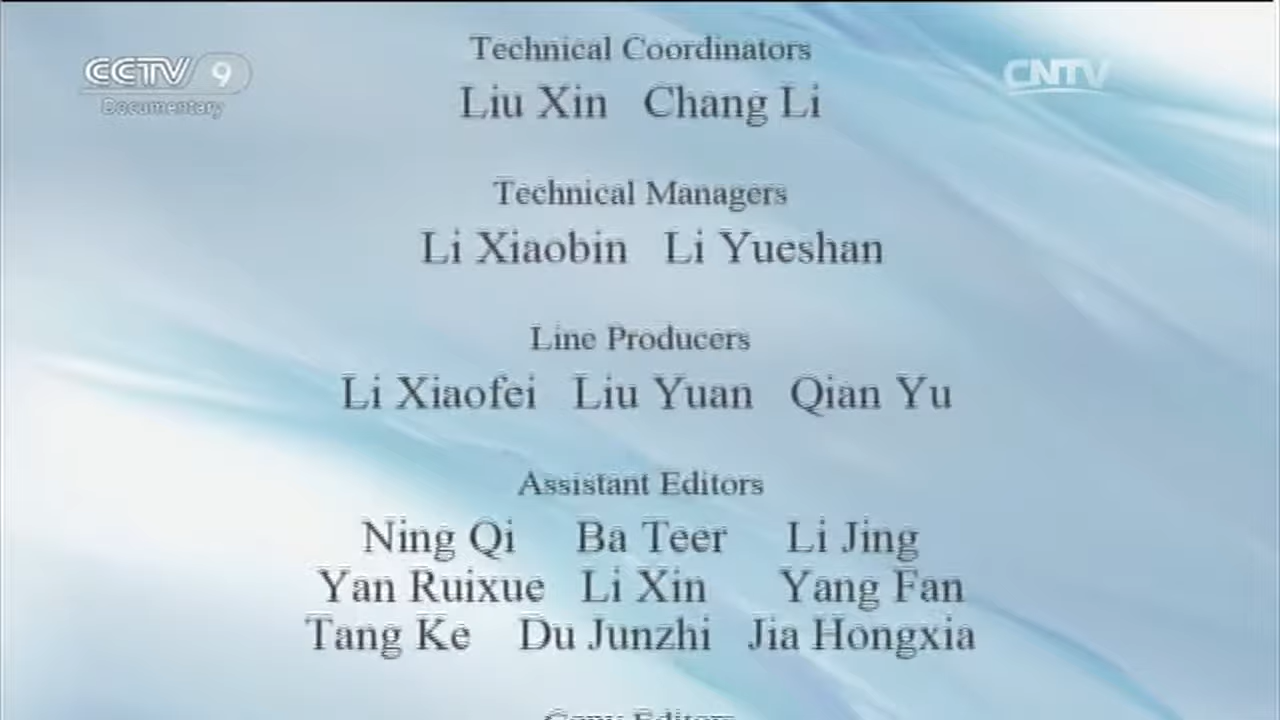 Technical Coordinators
CCTV 9
CNTV
Documentary
Liu Xin Chang Li
Technical Managers
Li Xiaobin Li Yueshan
Line Producers
Li Xiaofei Liu Yuan Qian Yu
Assistant Editors
Ning Qi Ba Teer Li Jing
Yan Ruixue Li Xin Yang Fan
Tang Ke Du Junzhi Jia Hongxia